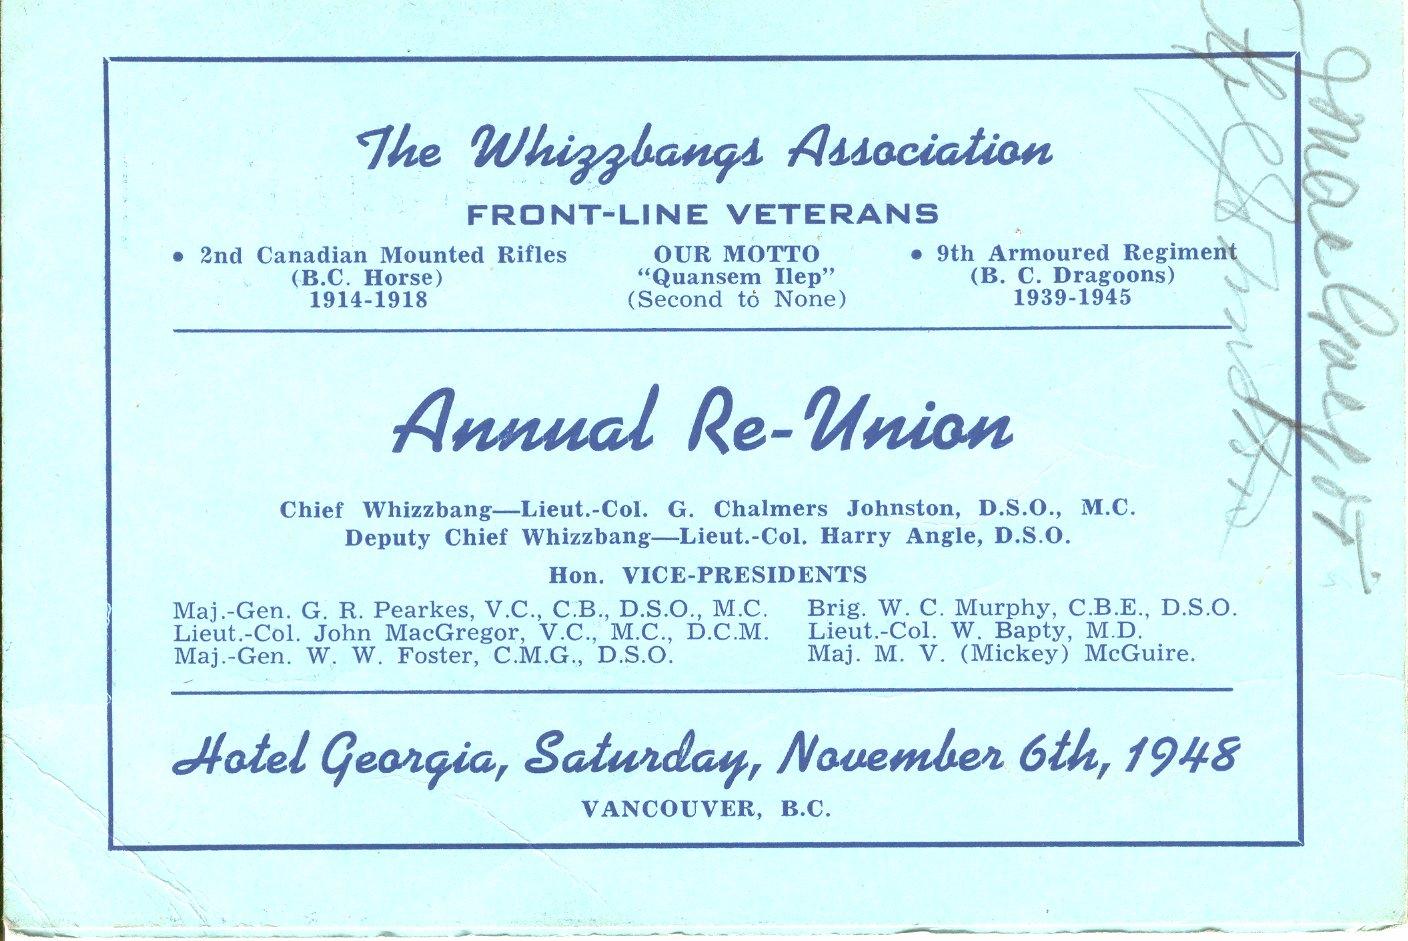 The Whizzbangs Association
FRONT-LINE VETERANS
• 2nd Canadian Mounted Rifles
(B.C. Horse)
1914-1918
OUR MOTTO
“Quansem Ilep”
(Second to None)
• 9th Armoured Regiment
(B. C. Dragoons)
1939-1945
Annual Re-Union
Chief Whizzbang—Lieut.-Col. G. Chalmers Johnston, D.S.O., M.C.
Deputy Chief Whizzbang—Lieut.-Col. Harry Angle, D.S.O.
Hon. VICE-PRESIDENTS
Maj.-Gen. G. R. Pearkes, V.C., C.B., D.S.O., M.C.
Lieut.-Col. John MacGregor, V.C., M.C., D.C.M.
Maj.-Gen. W. W. Foster, C.M.G., D.S.O.
Brig. W. C. Murphy, C.B.E., D.S.O.
Lieut.-Col. W. Bapty, M.D.
Maj. M. V. (Mickey) McGuire.
Hotel Georgia, Saturday, November 6th, 1948
VANCOUVER, B.C.